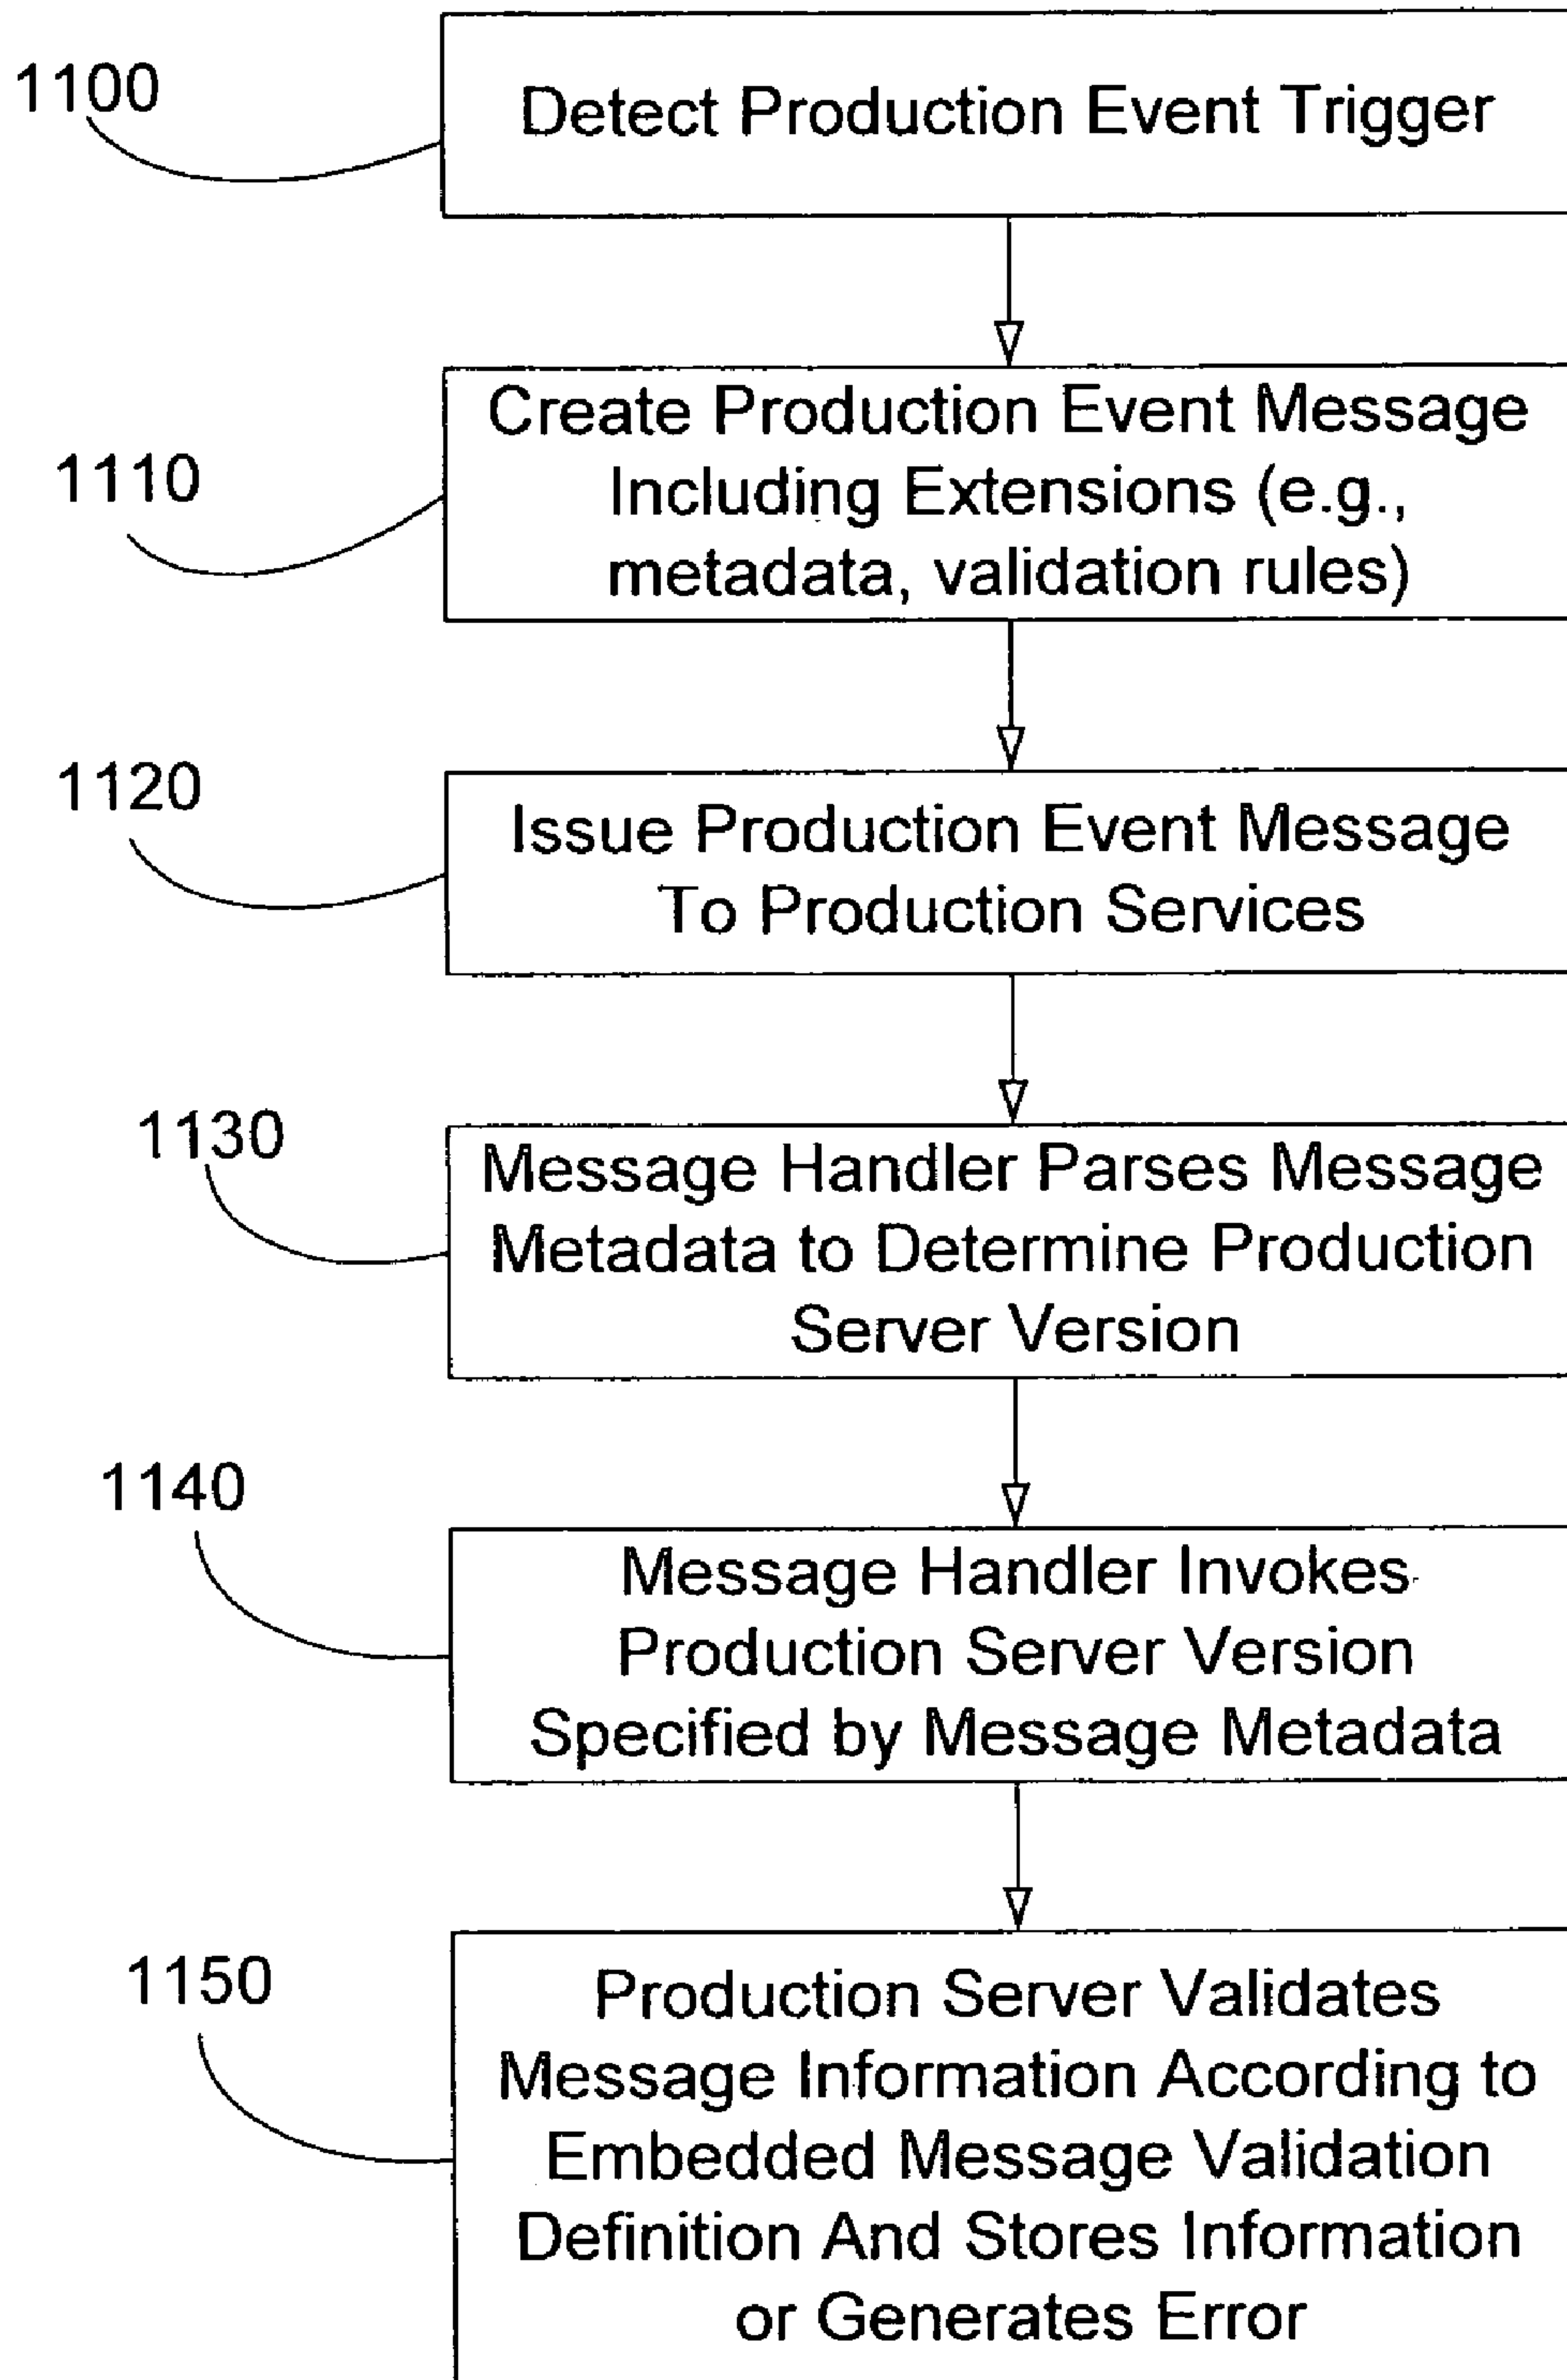 1100
Detect Production Event Trigger
Create Production Event Message
1110
Including Extensions (e.g.,
metadata, validation rules)
1120
Issue Production Event Message
To Production Services
1130
Message Handler Parses Message
Metadata to Determine Production
Server Version
1140
Message Handler Invokes
Production Server Version
Specified by Message Metadata
1150
Production Server Validates
Message Information According to
Embedded Message Validation
Definition And Stores Information
or Generates Error